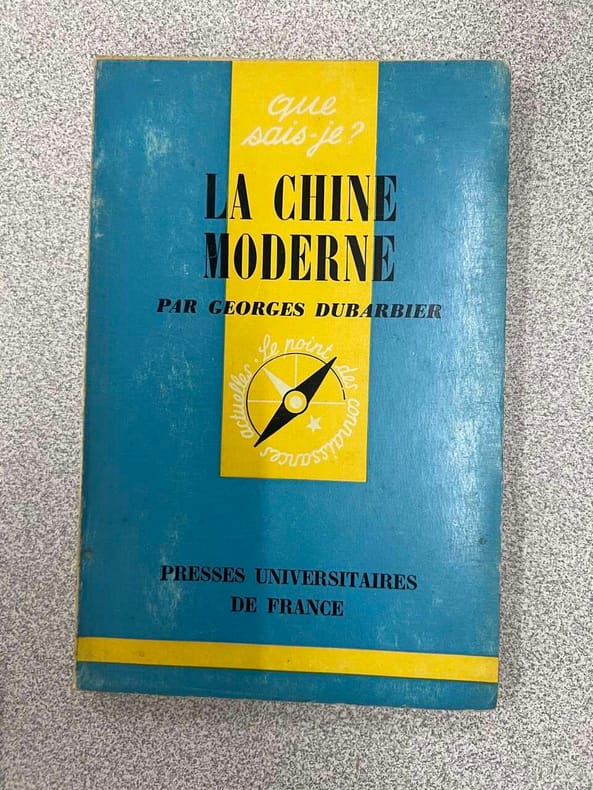 que
sais-je?
LA CHINE
MODERNE
PAR GEORGES DUBARBIER
Le point des connaissances actuelles.
PRESSES UNIVERSITAIRES
DE FRANCE